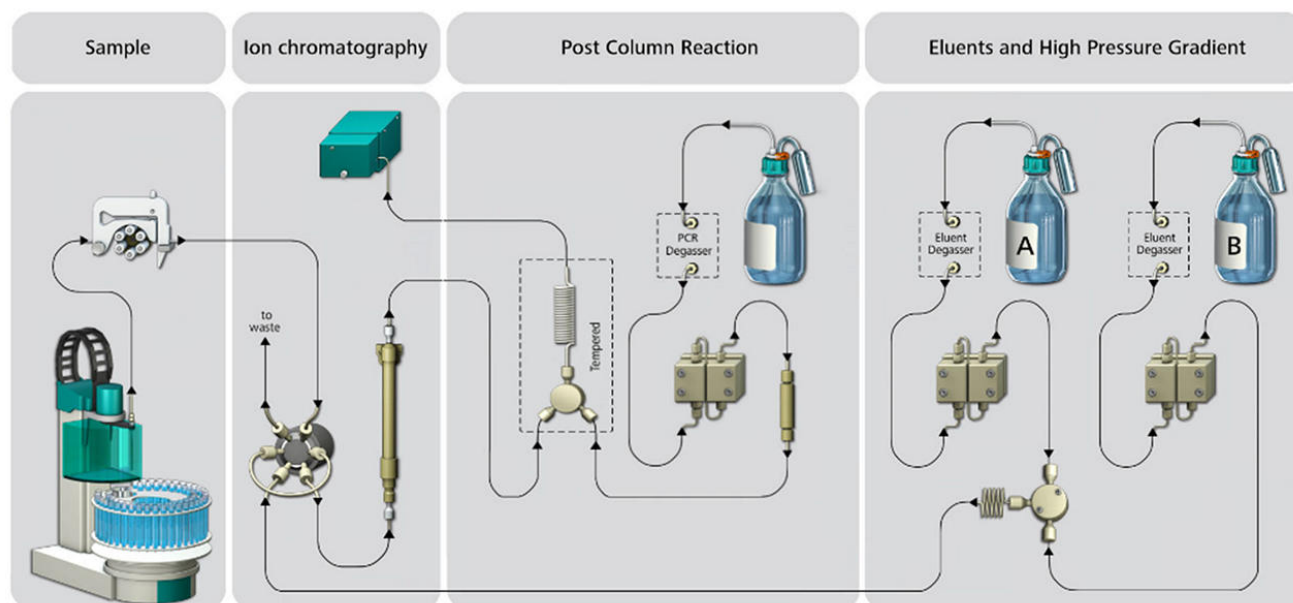 Sample
Ion chromatography
Post Column Reaction
Eluents and High Pressure Gradient
to
waste
Tempered
PCR
Degasser
Eluent
Degasser
A
Eluent
Degasser
B